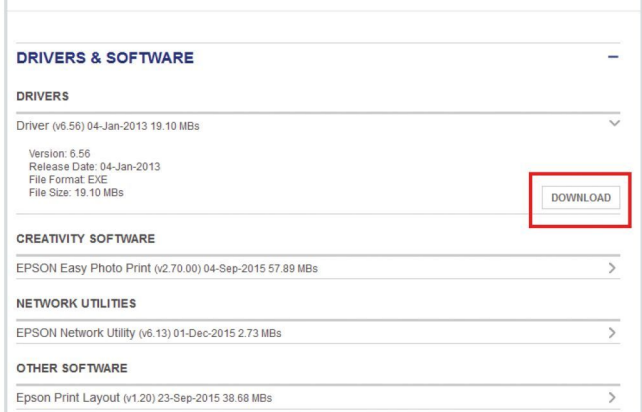 DRIVERS & SOFTWARE
DRIVERS
Driver (v6.56) 04-Jan-2013 19.10 MBs
Version: 6.56
Release Date: 04-Jan-2013
File Format: EXE
File Size: 19.10 MBs
DOWNLOAD
CREATIVITY SOFTWARE
EPSON Easy Photo Print (v2.70.00) 04-Sep-2015 57.89 MBs
NETWORK UTILITIES
EPSON Network Utility (v6.13) 01-Dec-2015 2.73 MBs
OTHER SOFTWARE
Epson Print Layout (v1.20) 23-Sep-2015 38.68 MBs